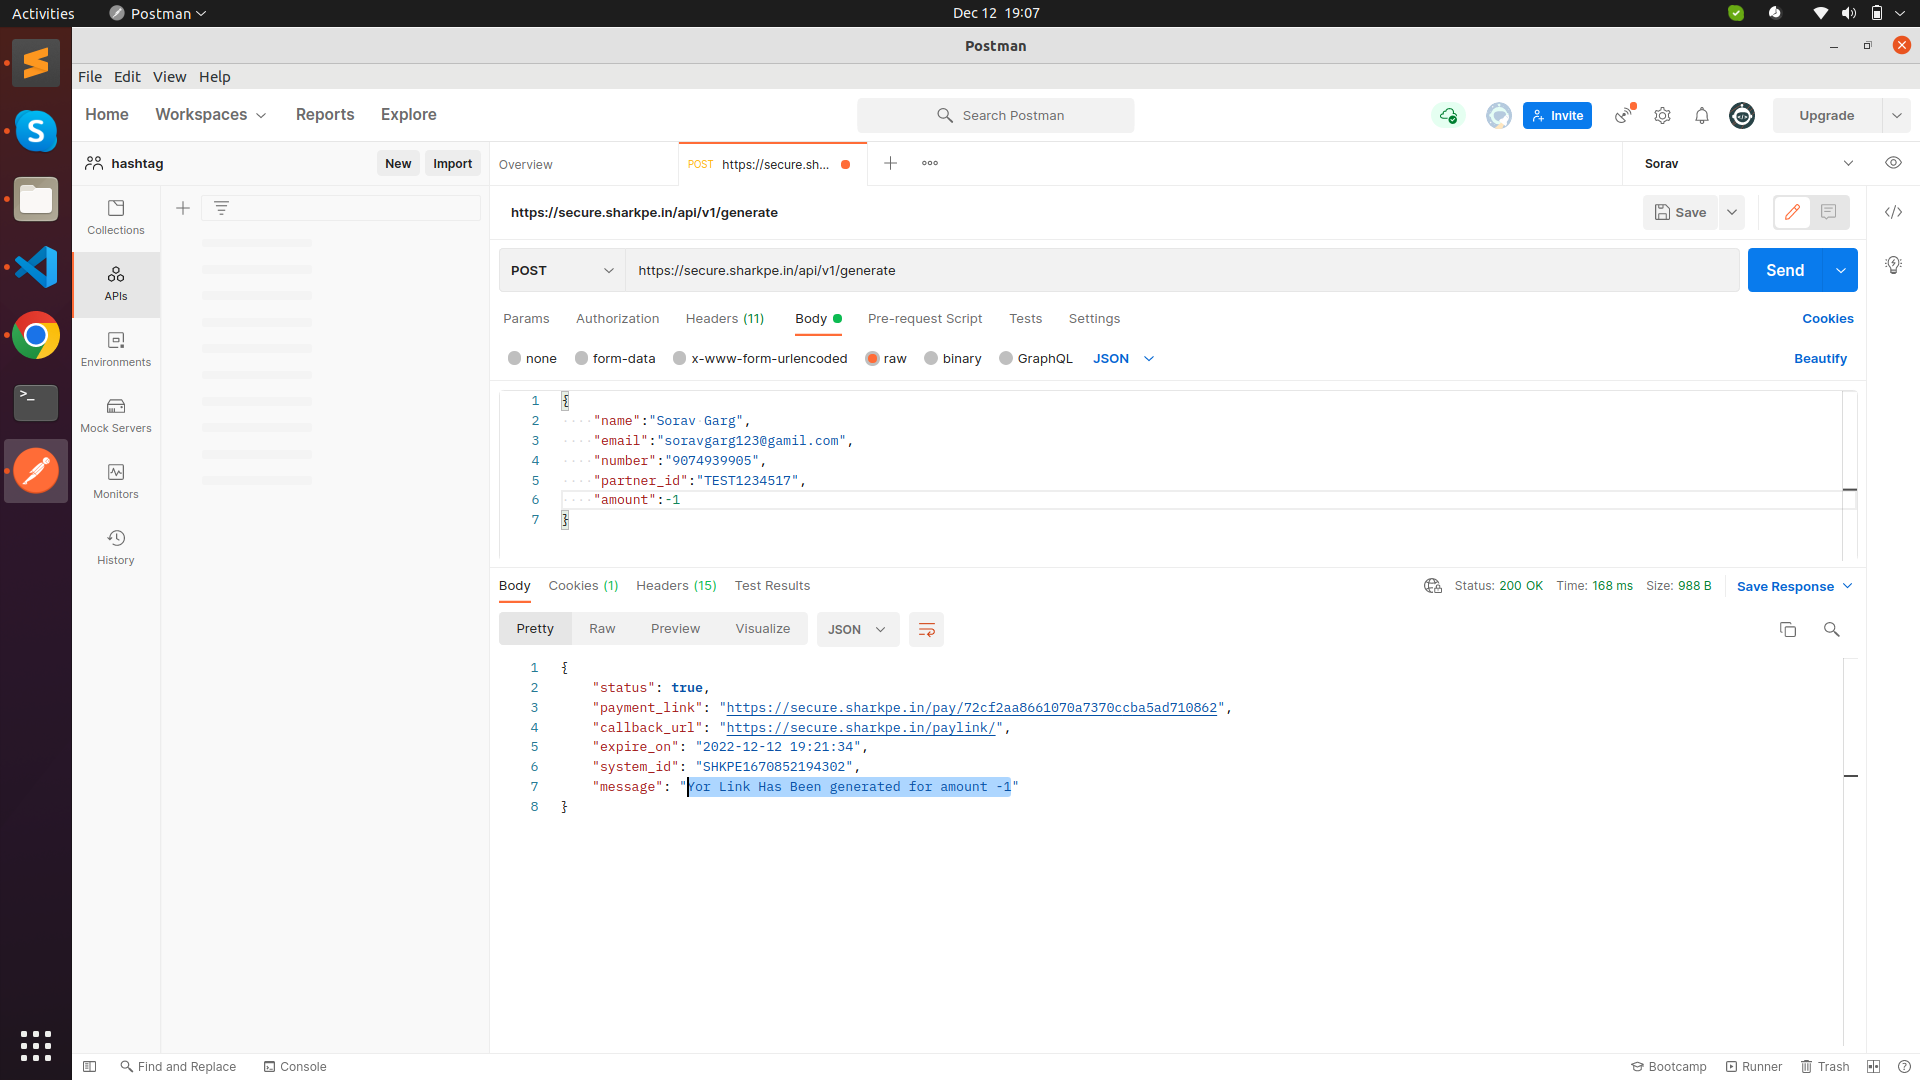 Activities
Postman
Dec 12 19:07
Postman
File Edit View Help
Home Workspaces Reports Explore
Search Postman
Invite
Upgrade
hashtag
New Import
Overview
POST https://secure.sh...
Sorav
Collections
APIs
Environments
Mock Servers
Monitors
History
https://secure.sharkpe.in/api/v1/generate
Save
POST https://secure.sharkpe.in/api/v1/generate
Send
Params Authorization Headers (11) Body Pre-request Script Tests Settings
Cookies
none form-data x-www-form-urlencoded raw binary GraphQL JSON
Beautify
1 {
2 "name":"Sorav Garg",
3 "email":"soravgarg123@gamil.com",
4 "number":"9074939905",
5 "partner_id":"TEST1234517",
6 "amount":-1
7 }
Body Cookies (1) Headers (15) Test Results
Status: 200 OK Time: 168 ms Size: 988 B
Save Response
Pretty Raw Preview Visualize JSON
1 {
2 "status": true,
3 "payment_link": "https://secure.sharkpe.in/pay/72cf2aa8661070a7370ccba5ad710862",
4 "callback_url": "https://secure.sharkpe.in/paylink/",
5 "expire_on": "2022-12-12 19:21:34",
6 "system_id": "SHKPE1670852194302",
7 "message": "Yor Link Has Been generated for amount -1"
8 }
Find and Replace
Console
Bootcamp
Runner
Trash